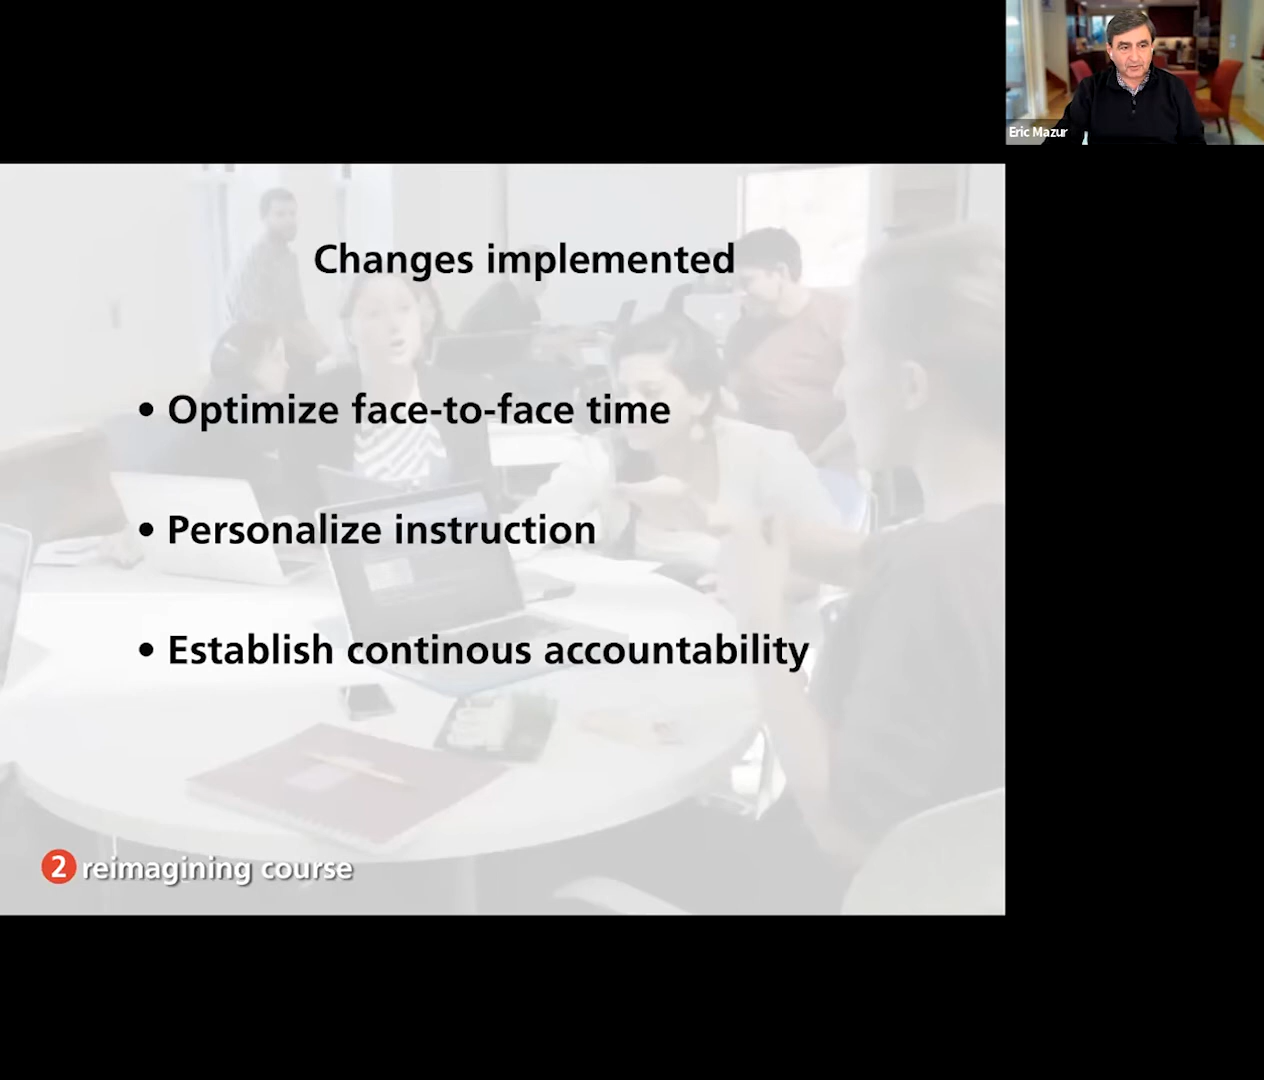 Eric Mazur
Changes implemented
• Optimize face-to-face time
• Personalize instruction
• Establish continous accountability
2 reimagining course